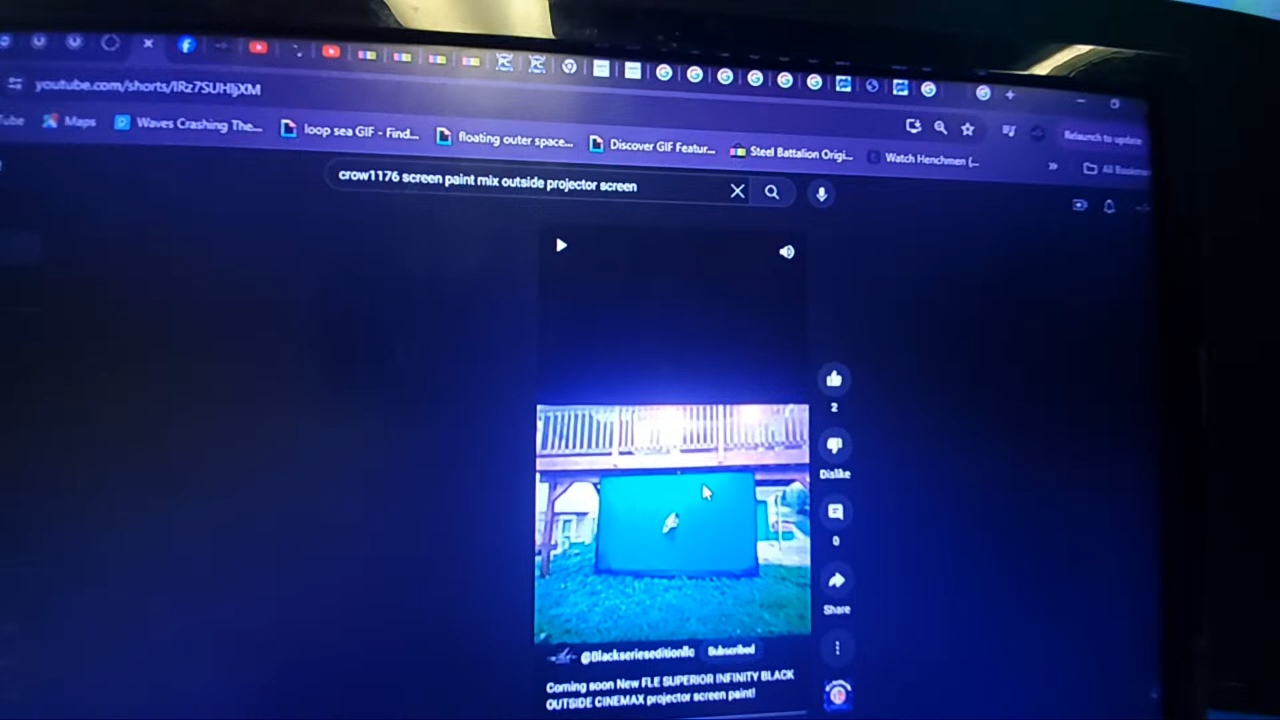 youtube.com/shorts/IRz7SUHIjXM
Maps
Waves Crashing The...
loop sea GIF - Find...
floating outer space...
Discover GIF Featur...
Steel Battalion Origi...
Watch Henchmen (...
Relaunch to update
crow1176 screen paint mix outside projector screen
2
Dislike
0
Share
@Blackserieseditionllc Subscribed
Coming soon New FLE SUPERIOR INFINITY BLACK
OUTSIDE CINEMAX projector screen paint!